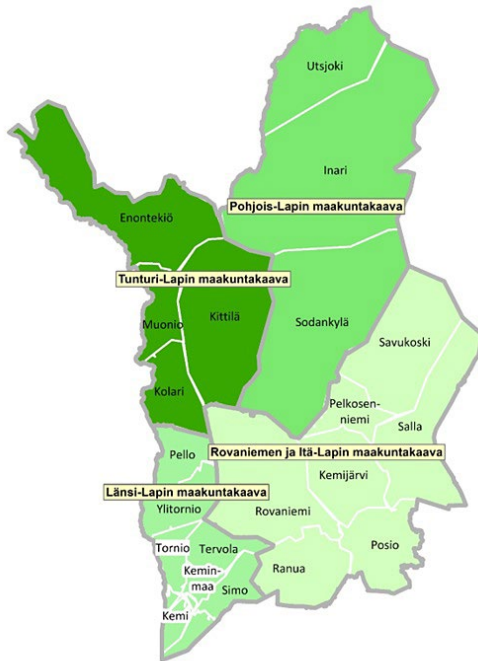 Utsjoki
Inari
Enontekiö
Pohjois-Lapin maakuntakaava
Tunturi-Lapin maakuntakaava
Muonio
Kittilä
Sodankylä
Savukoski
Kolari
Pelkosen-
niemi
Salla
Pello
Rovaniemen ja Itä-Lapin maakuntakaava
Kemijärvi
Länsi-Lapin maakuntakaava
Ylitornio
Rovaniemi
Tornio
Tervola
Posio
Kemin-
maa
Ranua
Simo
Kemi